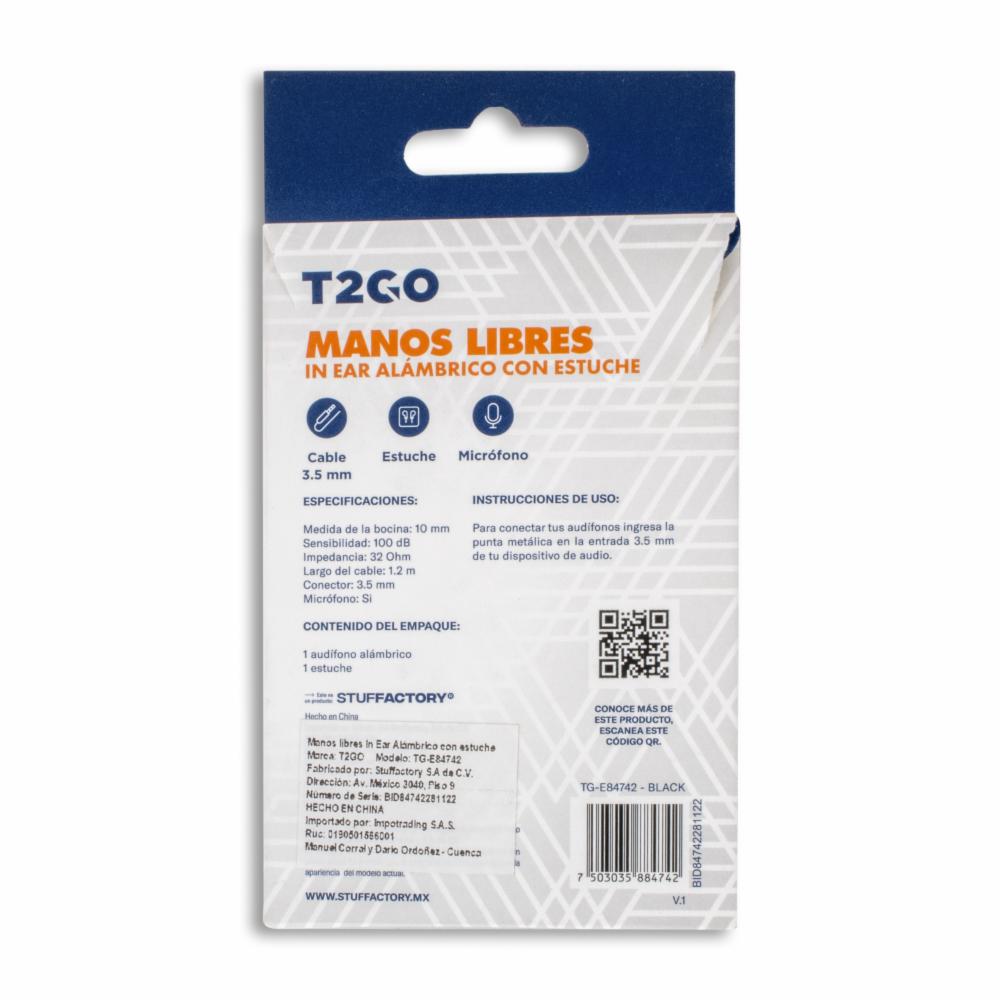 T2GO
MANOS LIBRES
IN EAR ALÁMBRICO CON ESTUCHE
Cable
3.5 mm
Estuche
Micrófono
ESPECIFICACIONES:
Medida de la bocina: 10 mm
Sensibilidad: 100 dB
Impedancia: 32 Ohm
Largo del cable: 1.2 m
Conector: 3.5 mm
Micrófono: Si
INSTRUCCIONES DE USO:
Para conectar tus audífonos ingresa la
punta metálica en la entrada 3.5 mm
de tu dispositivo de audio.
CONTENIDO DEL EMPAQUE:
1 audífono alámbrico
1 estuche
Este es
un producto:
STUFFACTORY®
Hecho en China
Manos libres In Ear Alámbrico con estuche
Marca: T2GO Modelo: TG-E84742
Fabricado por: Stuffactory S.A de C.V.
Dirección: Av. México 3040, Piso 9
Número de Serie: BID84742281122
HECHO EN CHINA
Importado por: Impotrading S.A.S.
Ruc: 0190501556001
Manuel Corral y Dario Ordoñez - Cuenca
apariencia del modelo actual.
WWW.STUFFACTORY.MX
CONOCE MÁS DE
ESTE PRODUCTO,
ESCANEA ESTE
CÓDIGO QR.
TG-E84742 - BLACK
7 503035 884742
BID84742281122
V.1